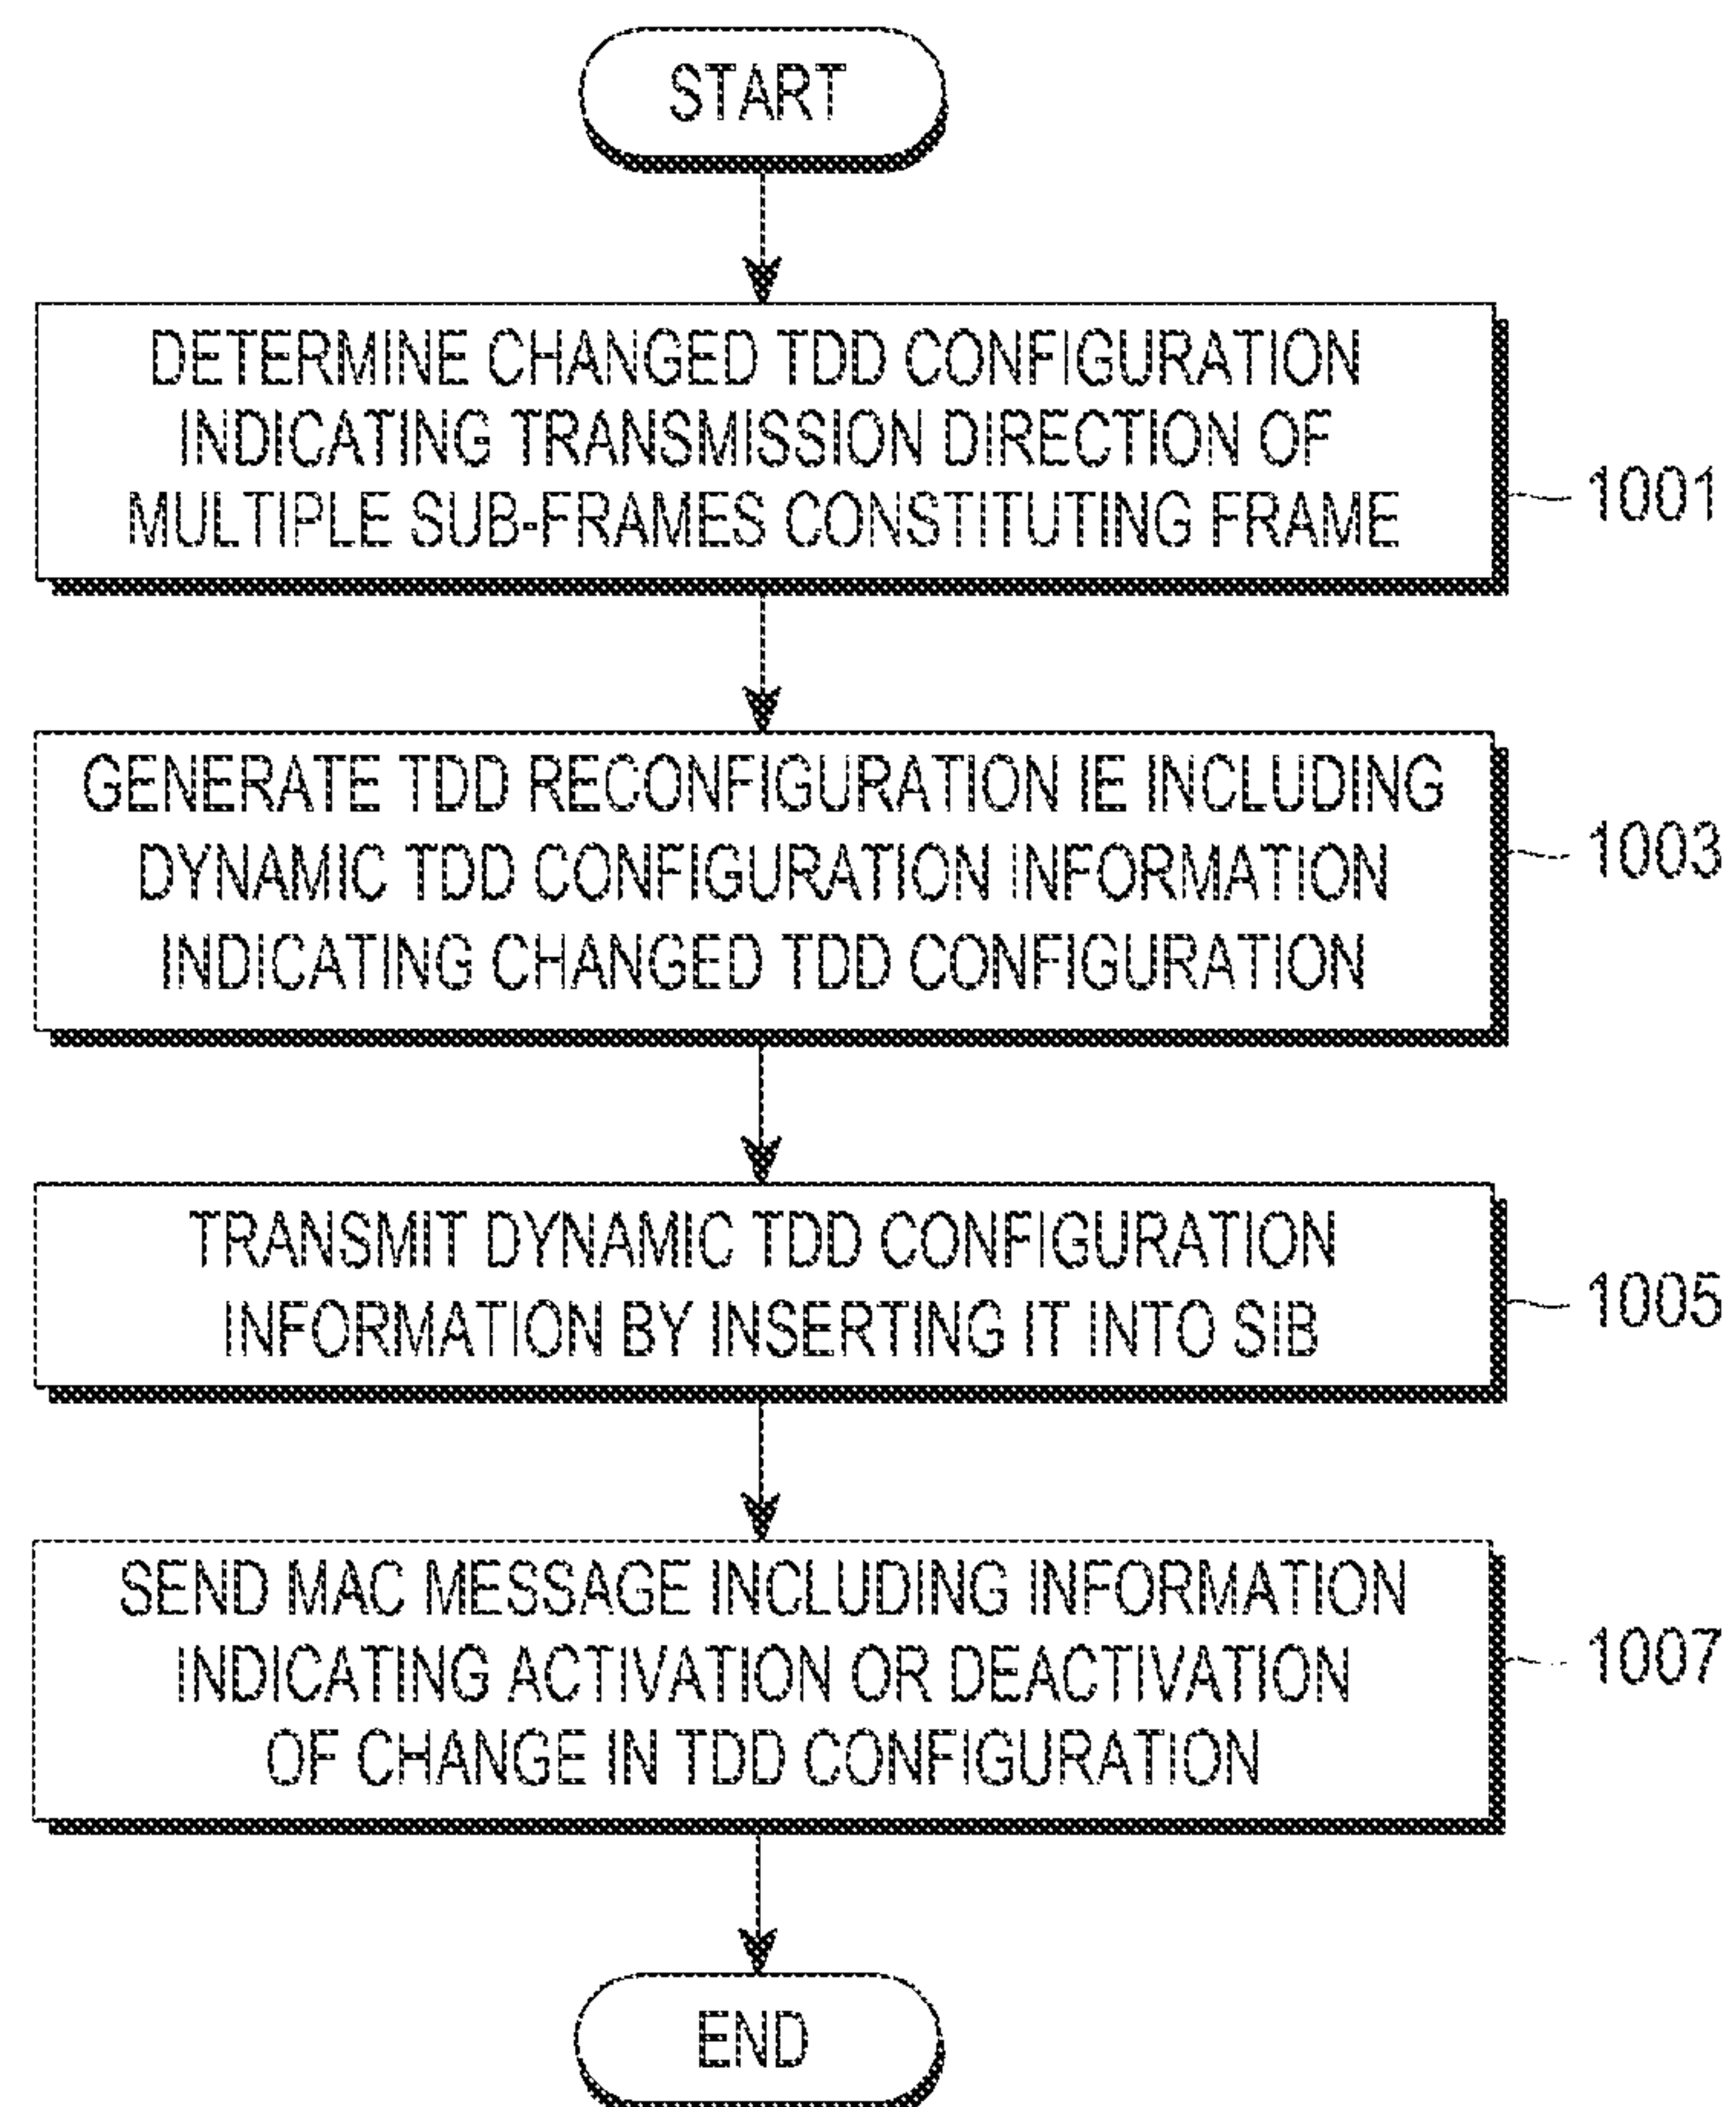 START
DETERMINE CHANGED TDD CONFIGURATION
INDICATING TRANSMISSION DIRECTION OF
MULTIPLE SUB-FRAMES CONSTITUTING FRAME
1001
GENERATE TDD RECONFIGURATION IE INCLUDING
DYNAMIC TDD CONFIGURATION INFORMATION
INDICATING CHANGED TDD CONFIGURATION
1003
TRANSMIT DYNAMIC TDD CONFIGURATION
INFORMATION BY INSERTING IT INTO SIB
1005
SEND MAC MESSAGE INCLUDING INFORMATION
INDICATING ACTIVATION OR DEACTIVATION
OF CHANGE IN TDD CONFIGURATION
1007
END